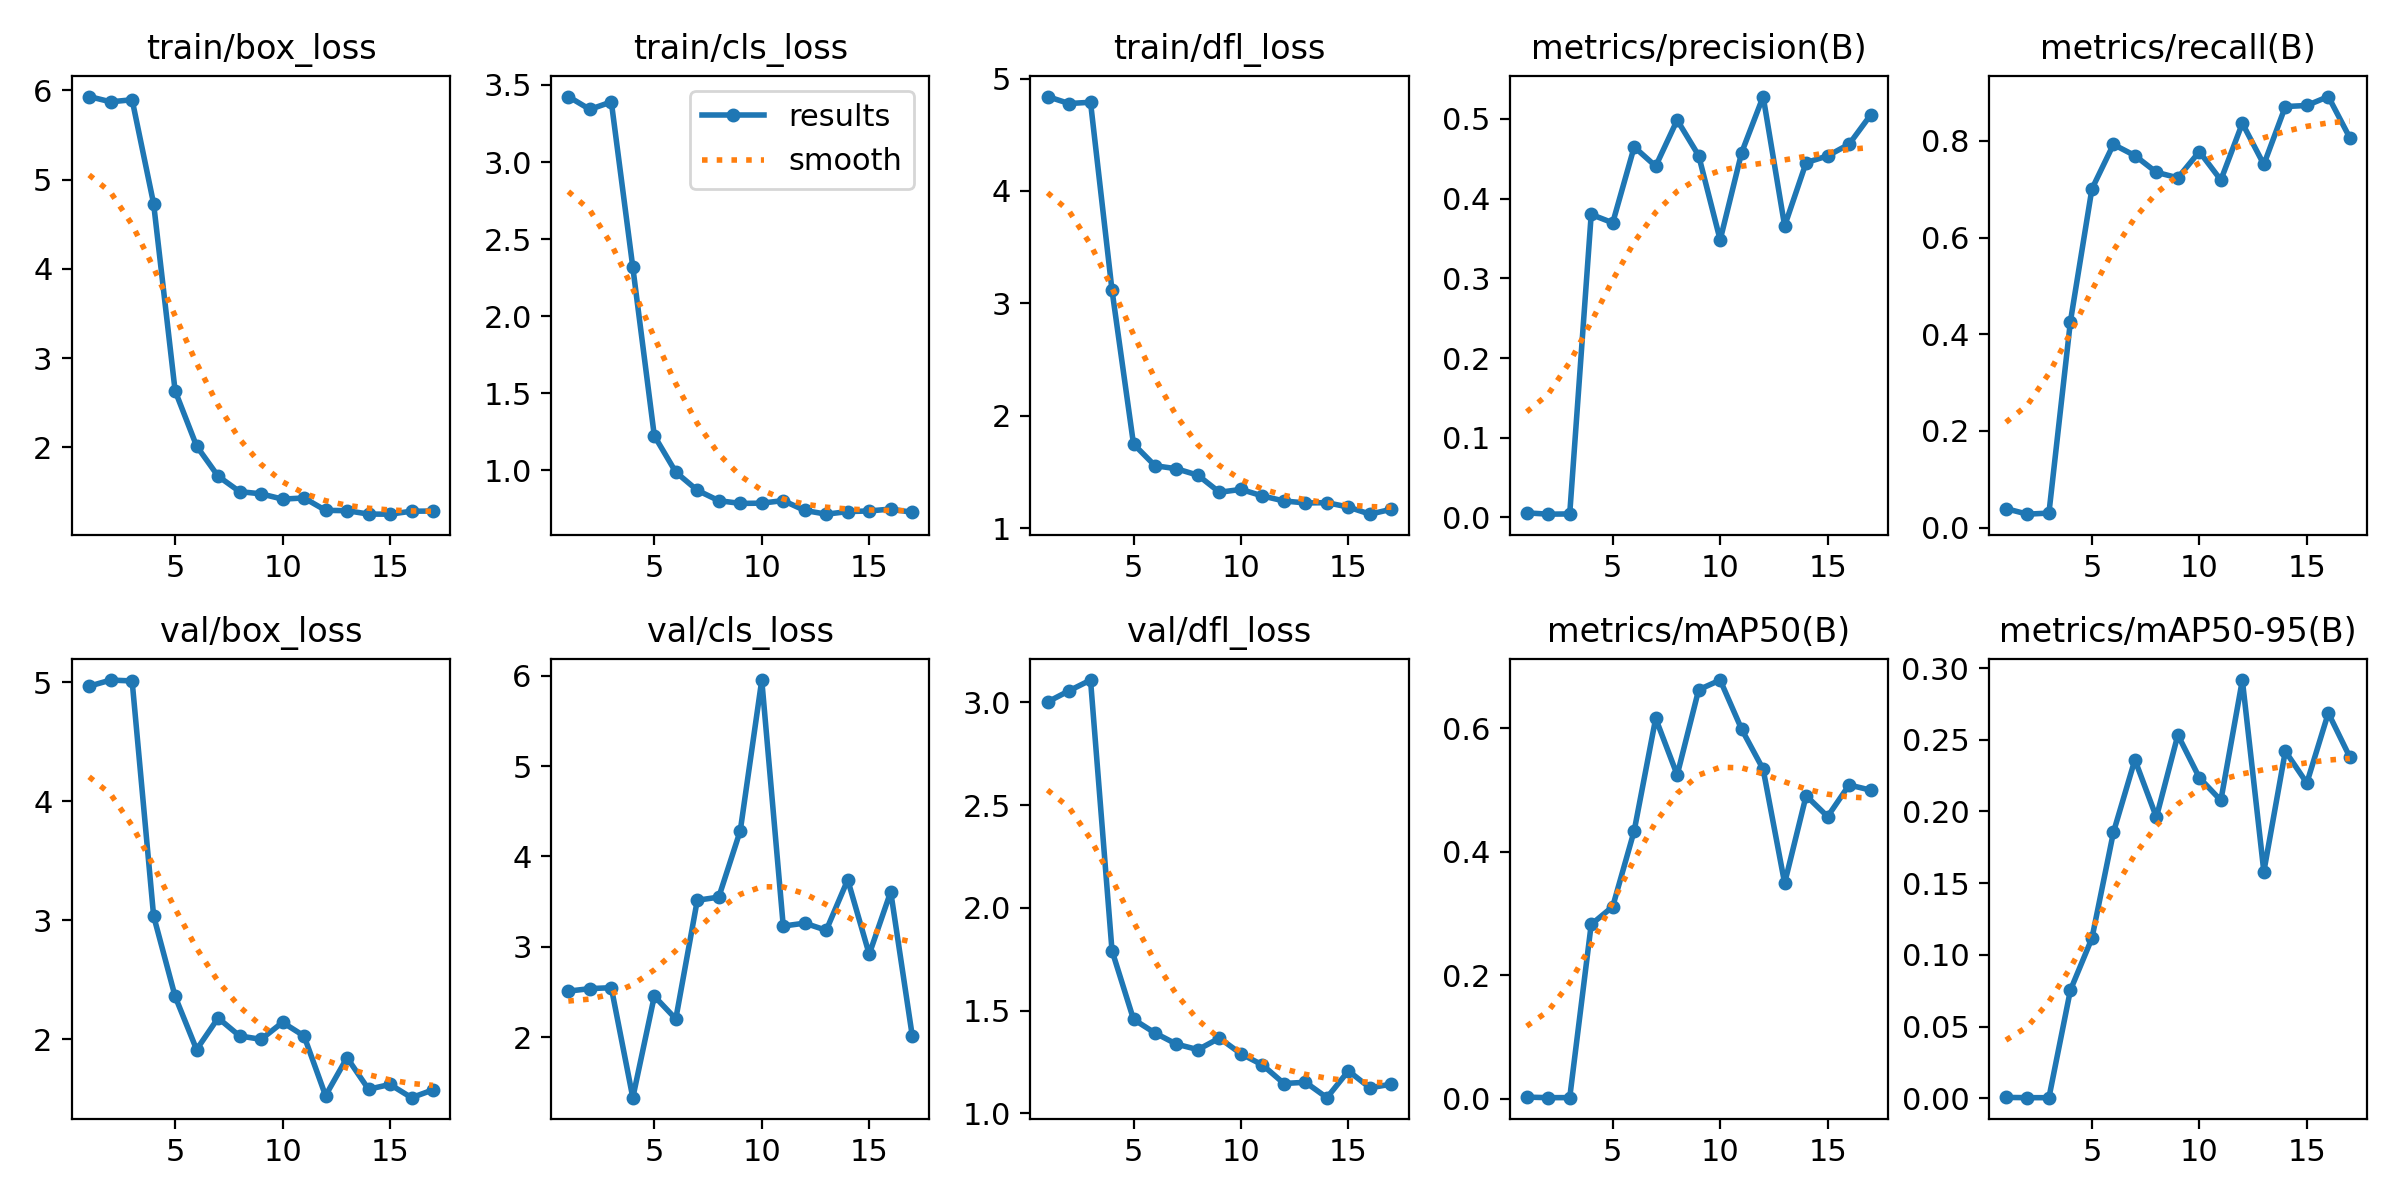 train/box_loss
6
5
4
3
2
5 10 15
train/cls_loss
results
smooth
3.5
3.0
2.5
2.0
1.5
1.0
5 10 15
train/dfl_loss
5
4
3
2
1
5 10 15
metrics/precision(B)
0.5
0.4
0.3
0.2
0.1
0.0
5 10 15
metrics/recall(B)
0.8
0.6
0.4
0.2
0.0
5 10 15
val/box_loss
5
4
3
2
5 10 15
val/cls_loss
6
5
4
3
2
5 10 15
val/dfl_loss
3.0
2.5
2.0
1.5
1.0
5 10 15
metrics/mAP50(B)
0.6
0.4
0.2
0.0
5 10 15
metrics/mAP50-95(B)
0.30
0.25
0.20
0.15
0.10
0.05
0.00
5 10 15